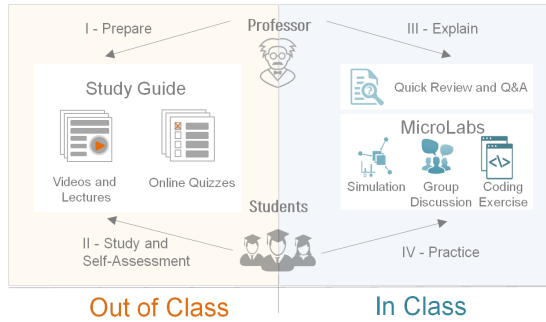 I - Prepare
Professor
III - Explain
Study Guide
Videos and
Lectures
Online Quizzes
Quick Review and Q&A
MicroLabs
Simulation
Group
Discussion
Coding
Exercise
Students
II - Study and
Self-Assessment
IV - Practice
Out of Class
In Class